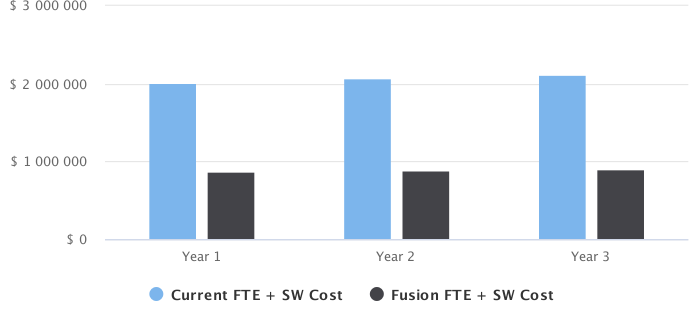 $ 3 000 000
$ 2 000 000
$ 1 000 000
$ 0
Year 1
Year 2
Year 3
Current FTE + SW Cost
Fusion FTE + SW Cost